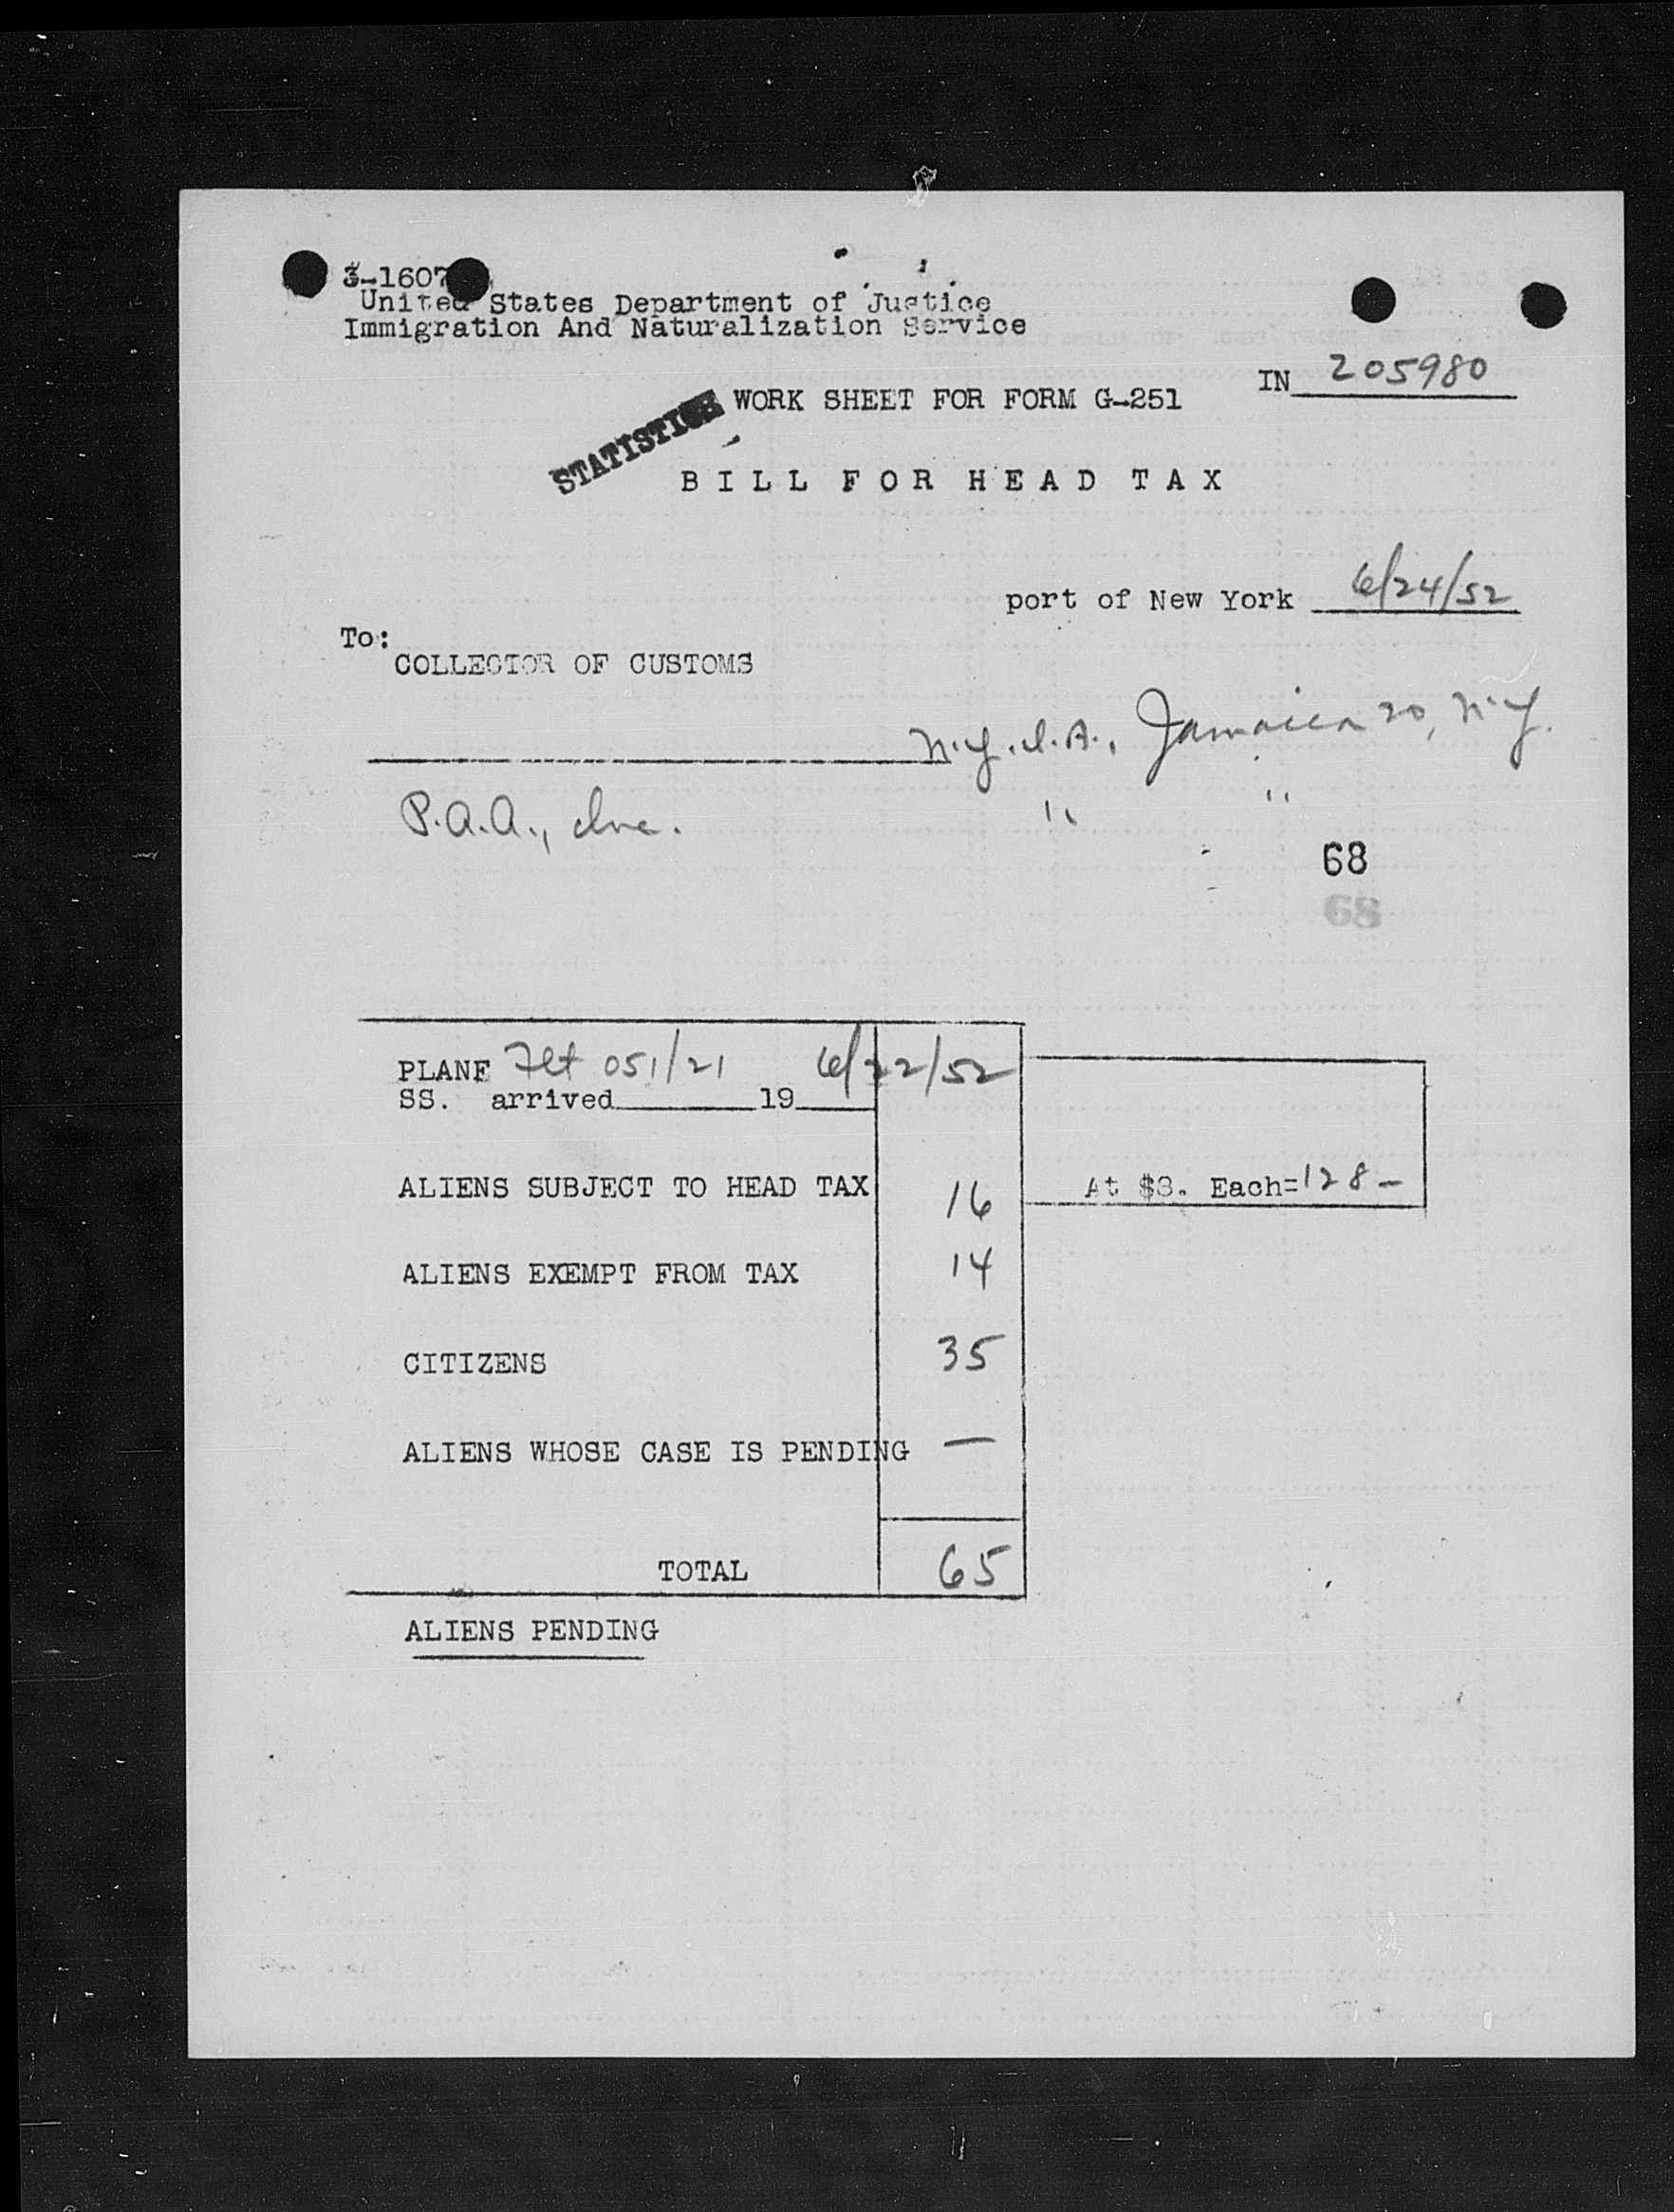 3-1607
United States Department of Justice
Immigration And Naturalization Service
IN 205980
STATISTICS WORK SHEET FOR FORM G-251
BILL FOR HEAD TAX
port of New York 6/24/52
To:
COLLECTOR OF CUSTOMS
N.Y.I.A., Jamaica 20, N.Y.
P.A.A., Inc. " "
68
68
PLANE Flt 051/21 6/22/52
SS. arrived 19
ALIENS SUBJECT TO HEAD TAX 16 At $8. Each=128-
ALIENS EXEMPT FROM TAX 14
CITIZENS 35
ALIENS WHOSE CASE IS PENDING —
TOTAL 65
ALIENS PENDING